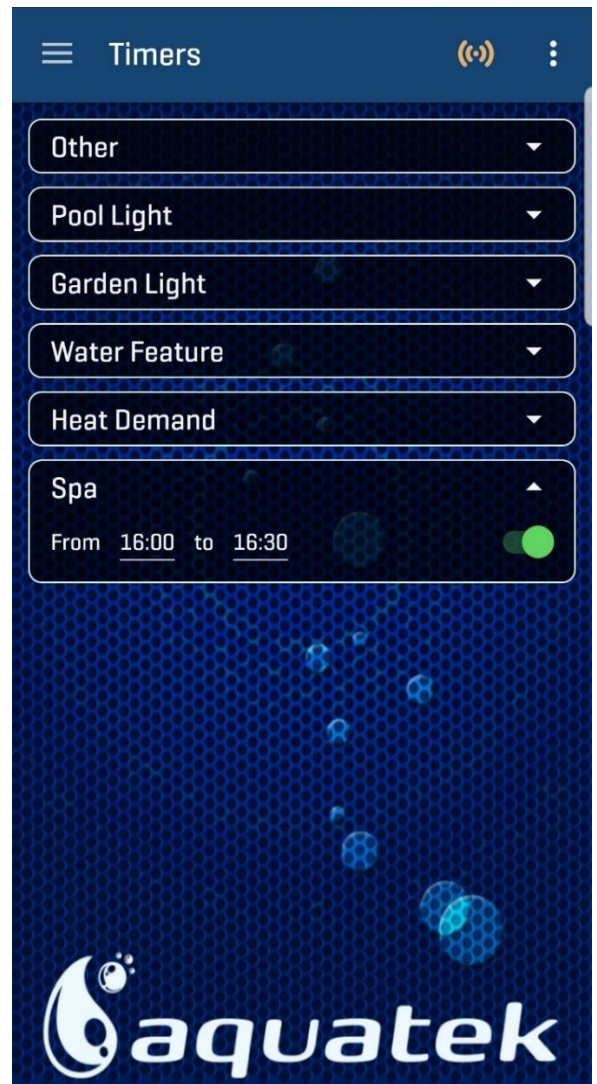 Timers
Other
Pool Light
Garden Light
Water Feature
Heat Demand
Spa
From 16:00 to 16:30
aquatek